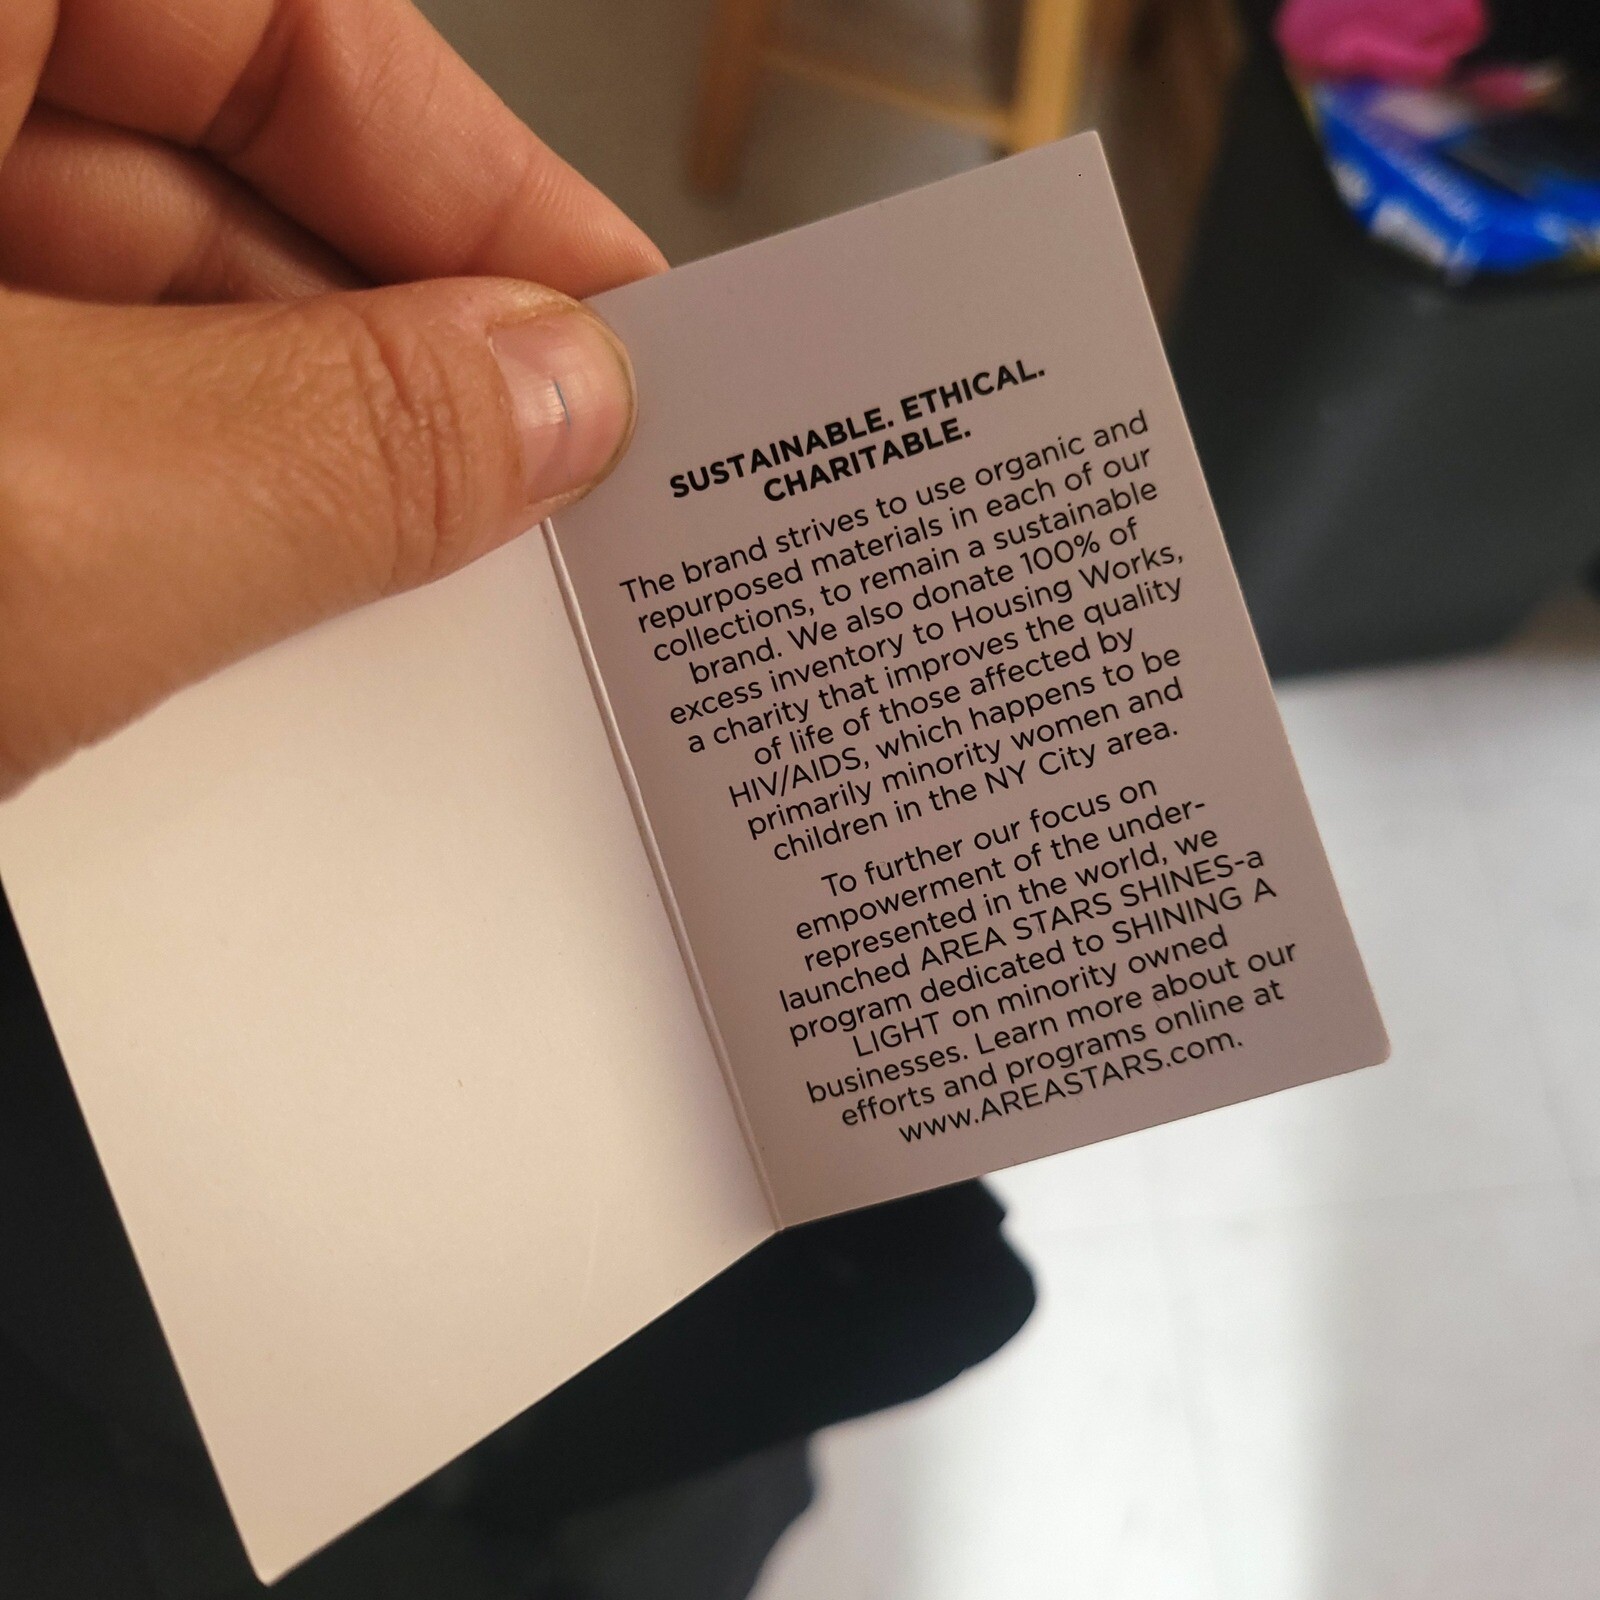 SUSTAINABLE. ETHICAL.
CHARITABLE.
The brand strives to use organic and
repurposed materials in each of our
collections, to remain a sustainable
brand. We also donate 100% of
excess inventory to Housing Works,
a charity that improves the quality
of life of those affected by
HIV/AIDS, which happens to be
primarily minority women and
children in the NY City area.
To further our focus on
empowerment of the under-
represented in the world, we
launched AREA STARS SHINES-a
program dedicated to SHINING A
LIGHT on minority owned
businesses. Learn more about our
efforts and programs online at
www.AREASTARS.com.